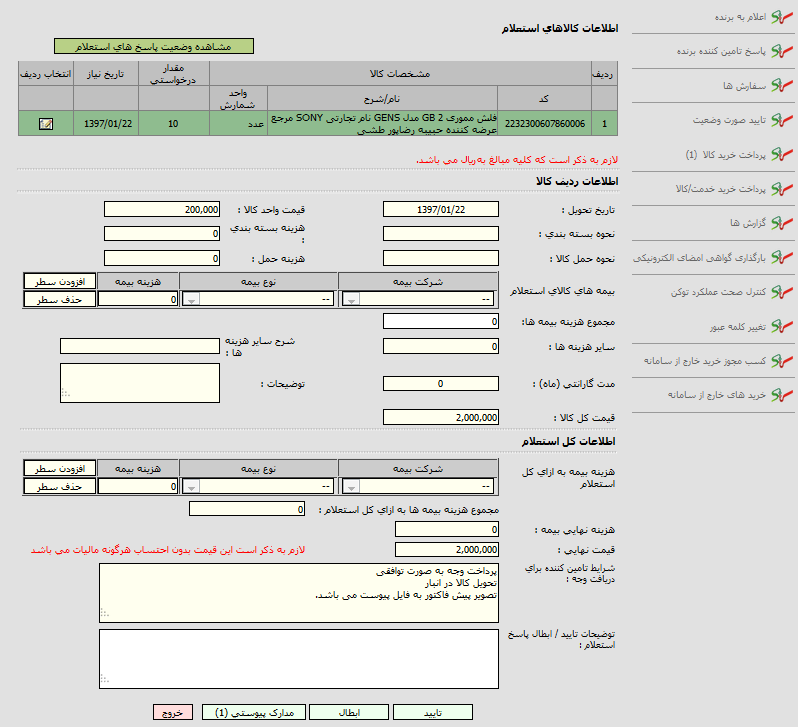 اعلام به برنده
پاسخ تامین کننده برنده
سفارش ها
تایید صورت وضعیت
پرداخت خرید کالا (1)
پرداخت خرید خدمت/کالا
گزارش ها
بارگذاری گواهی امضای الکترونیکی
کنترل صحت عملکرد توکن
تغییر کلمه عبور
کسب مجوز خرید خارج از سامانه
خرید های خارج از سامانه
اطلاعات کالاهاي استعلام
مشاهده وضعیت پاسخ هاي استعلام
ردیف مشخصات کالا مقدار درخواستي تاریخ نیاز انتخاب ردیف
کد نام/شرح واحد شمارش
1 2232300607860006 فلش مموری 2 GB مدل GENS نام تجارتی SONY مرجع عرضه کننده حبیبه رضاپور طشی عدد 10 1397/01/22
لازم به ذکر است که کلیه مبالغ به ریال می باشد.
اطلاعات ردیف کالا
تاریخ تحویل : 1397/01/22 قیمت واحد کالا : 200,000
نحوه بسته بندي : هزینه بسته بندي : 0
نحوه حمل کالا : هزینه حمل : 0
بیمه هاي کالاي استعلام
شرکت بیمه نوع بیمه هزینه بیمه افزودن سطر
-- -- 0 حذف سطر
مجموع هزینه بیمه ها: 0
سایر هزینه ها : 0 شرح سایر هزینه ها :
مدت گارانتي (ماه) : 0 توضیحات :
قیمت کل کالا : 2,000,000
اطلاعات کل استعلام
هزینه بیمه به ازاي کل استعلام
شرکت بیمه نوع بیمه هزینه بیمه افزودن سطر
-- -- 0 حذف سطر
مجموع هزینه بیمه ها به ازاي کل استعلام : 0
هزینه نهایي بیمه : 0
قیمت نهایي : 2,000,000 لازم به ذکر است این قیمت بدون احتساب هرگونه مالیات می باشد
شرایط تامین کننده براي دریافت وجه :
پرداخت وجه به صورت توافقی
تحویل کالا در انبار
تصویر پیش فاکتور به فایل پیوست می باشد.
توضیحات تایید / ابطال پاسخ استعلام :
تایید ابطال مدارک پیوستي (1) خروج